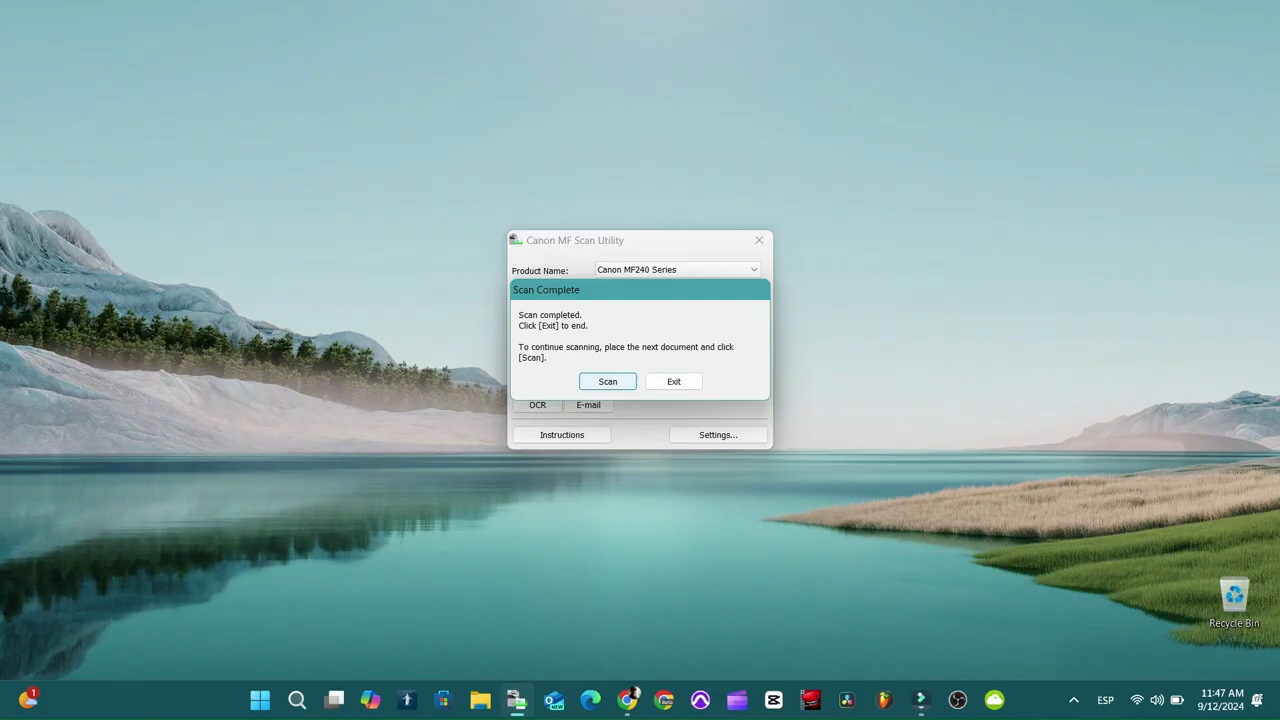 Canon MF Scan Utility
Product Name: Canon MF240 Series
Scan Complete
Scan completed.
Click [Exit] to end.
To continue scanning, place the next document and click
[Scan].
Scan Exit
OCR E-mail
Instructions Settings...
Recycle Bin
1
Beta
ESP
11:47 AM
9/12/2024